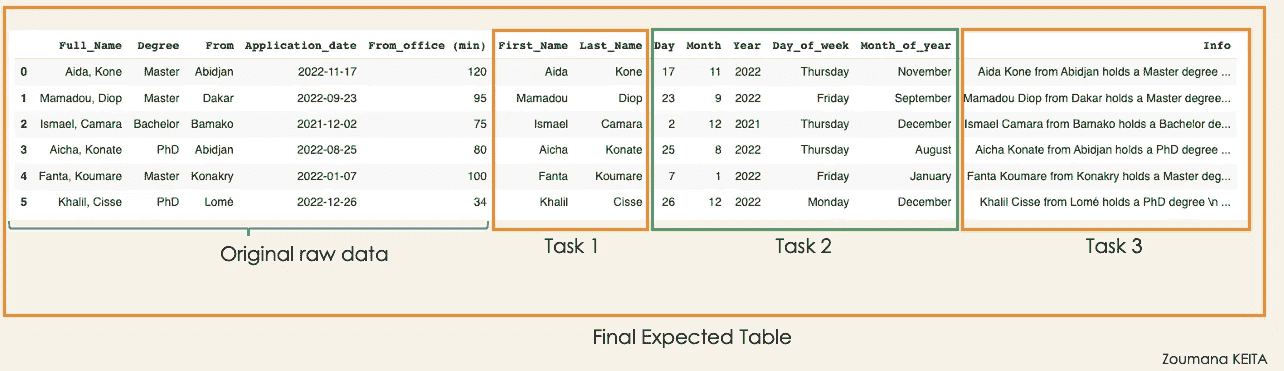 Full_Name Degree From Application_date From_office (min) First_Name Last_Name Day Month Year Day_of_week Month_of_year Info
0 Aida, Kone Master Abidjan 2022-11-17 120 Aida Kone 17 11 2022 Thursday November Aida Kone from Abidjan holds a Master degree ...
1 Mamadou, Diop Master Dakar 2022-09-23 95 Mamadou Diop 23 9 2022 Friday September Mamadou Diop from Dakar holds a Master degree...
2 Ismael, Camara Bachelor Bamako 2021-12-02 75 Ismael Camara 2 12 2021 Thursday December Ismael Camara from Bamako holds a Bachelor de...
3 Aicha, Konate PhD Abidjan 2022-08-25 80 Aicha Konate 25 8 2022 Thursday August Aicha Konate from Abidjan holds a PhD degree ...
4 Fanta, Koumare Master Konakry 2022-01-07 100 Fanta Koumare 7 1 2022 Friday January Fanta Koumare from Konakry holds a Master deg...
5 Khalil, Cisse PhD Lomé 2022-12-26 34 Khalil Cisse 26 12 2022 Monday December Khalil Cisse from Lomé holds a PhD degree \n ...
Original raw data Task 1 Task 2 Task 3
Final Expected Table
Zoumana KEITA